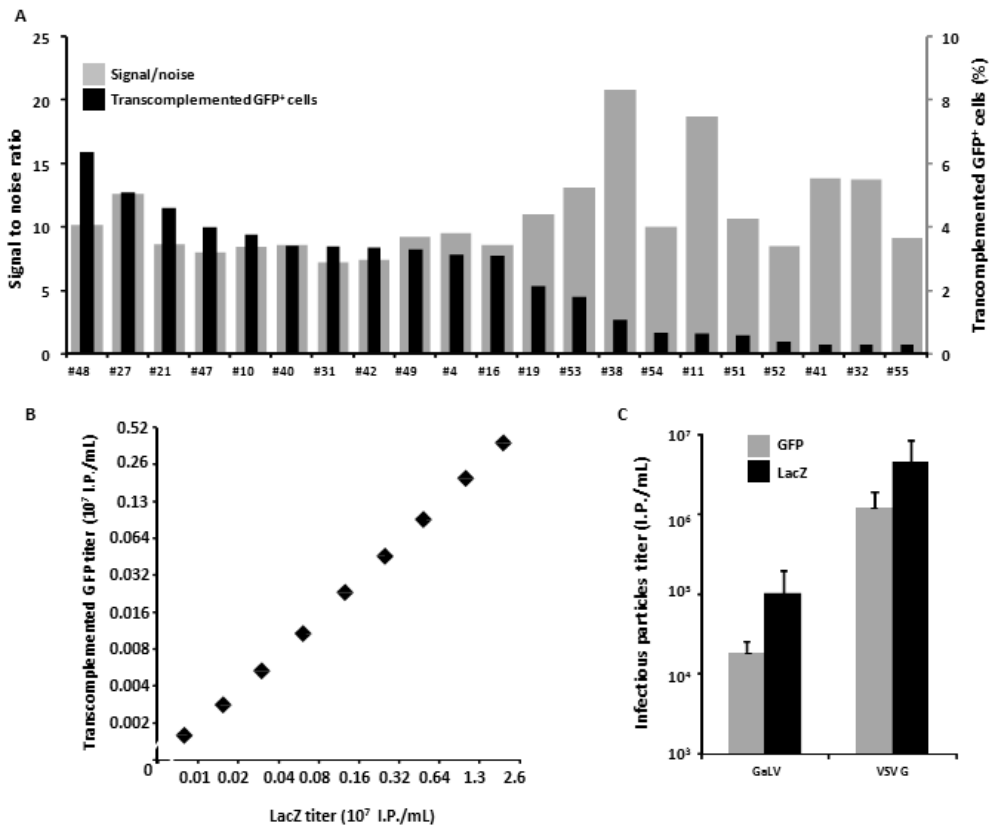 A
25
20
15
10
5
0
Signal to noise ratio
Signal/noise
Transcomplemented GFP⁺ cells
10
8
6
4
2
0
Trancomplemented GFP⁺ cells (%)
#48 #27 #21 #47 #10 #40 #31 #42 #49 #4 #16 #19 #53 #38 #54 #11 #51 #52 #41 #32 #55
B
0.52
0.26
0.13
0.064
0.032
0.016
0.008
0.004
0.002
0
Transcomplemented GFP titer (10⁷ I.P./mL)
0.01 0.02 0.04 0.08 0.16 0.32 0.64 1.3 2.6
LacZ titer (10⁷ I.P./mL)
C
10⁷
10⁶
10⁵
10⁴
10³
Infectious particles titer (I.P./mL)
GFP
LacZ
GaLV VSV G